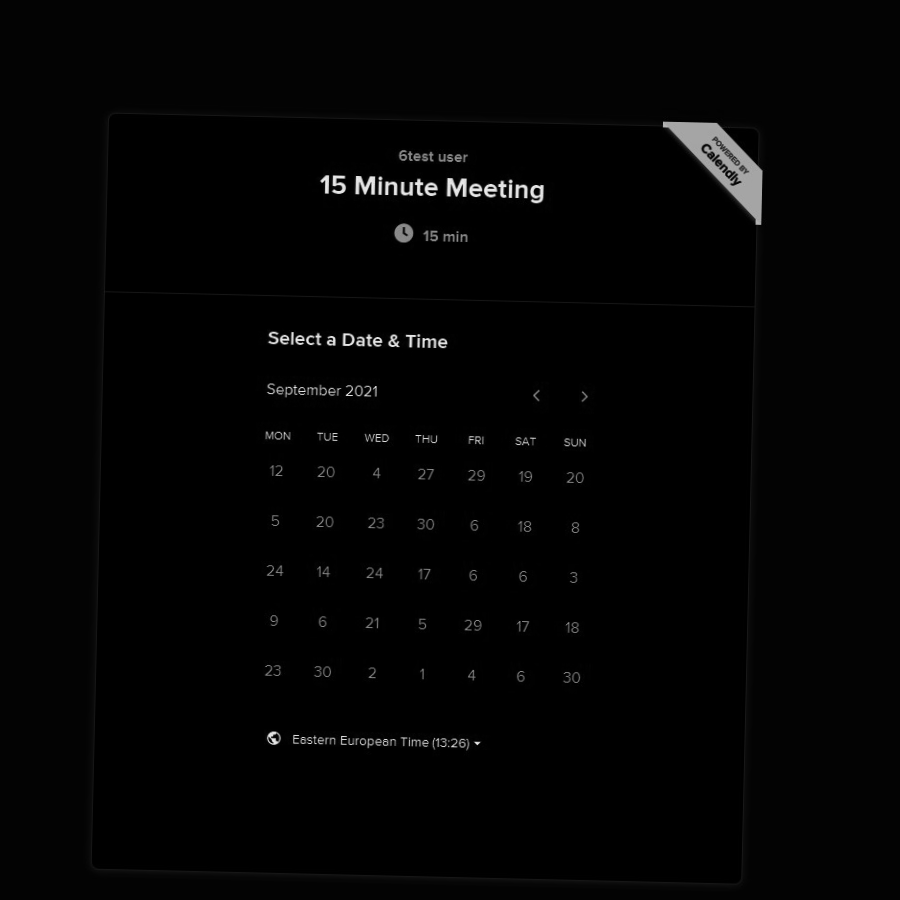 6test user
POWERED BY
Calendly
15 Minute Meeting
15 min
Select a Date & Time
September 2021
MON TUE WED THU FRI SAT SUN
12 20 4 27 29 19 20
5 20 23 30 6 18 8
24 14 24 17 6 6 3
9 6 21 5 29 17 18
23 30 2 1 4 6 30
Eastern European Time (13:26)